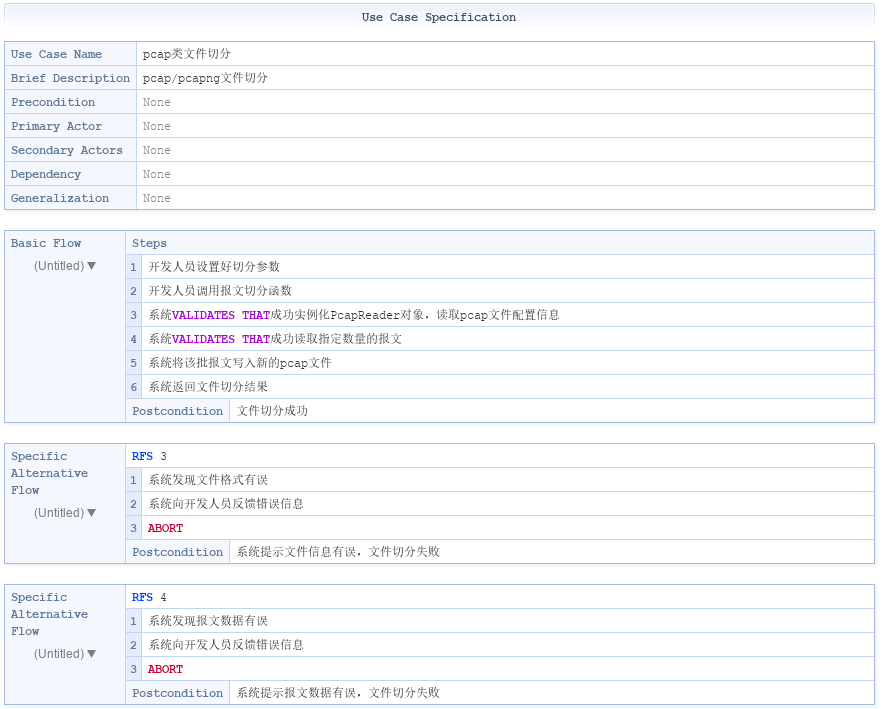 Use Case Specification
Use Case Name pcap类文件切分
Brief Description pcap/pcapng文件切分
Precondition None
Primary Actor None
Secondary Actors None
Dependency None
Generalization None
Basic Flow Steps
(Untitled) ▼
1 开发人员设置好切分参数
2 开发人员调用报文切分函数
3 系统VALIDATES THAT成功实例化PcapReader对象，读取pcap文件配置信息
4 系统VALIDATES THAT成功读取指定数量的报文
5 系统将该批报文写入新的pcap文件
6 系统返回文件切分结果
Postcondition 文件切分成功
Specific
Alternative
Flow
(Untitled) ▼
RFS 3
1 系统发现文件格式有误
2 系统向开发人员反馈错误信息
3 ABORT
Postcondition 系统提示文件信息有误，文件切分失败
Specific
Alternative
Flow
(Untitled) ▼
RFS 4
1 系统发现报文数据有误
2 系统向开发人员反馈错误信息
3 ABORT
Postcondition 系统提示报文数据有误，文件切分失败